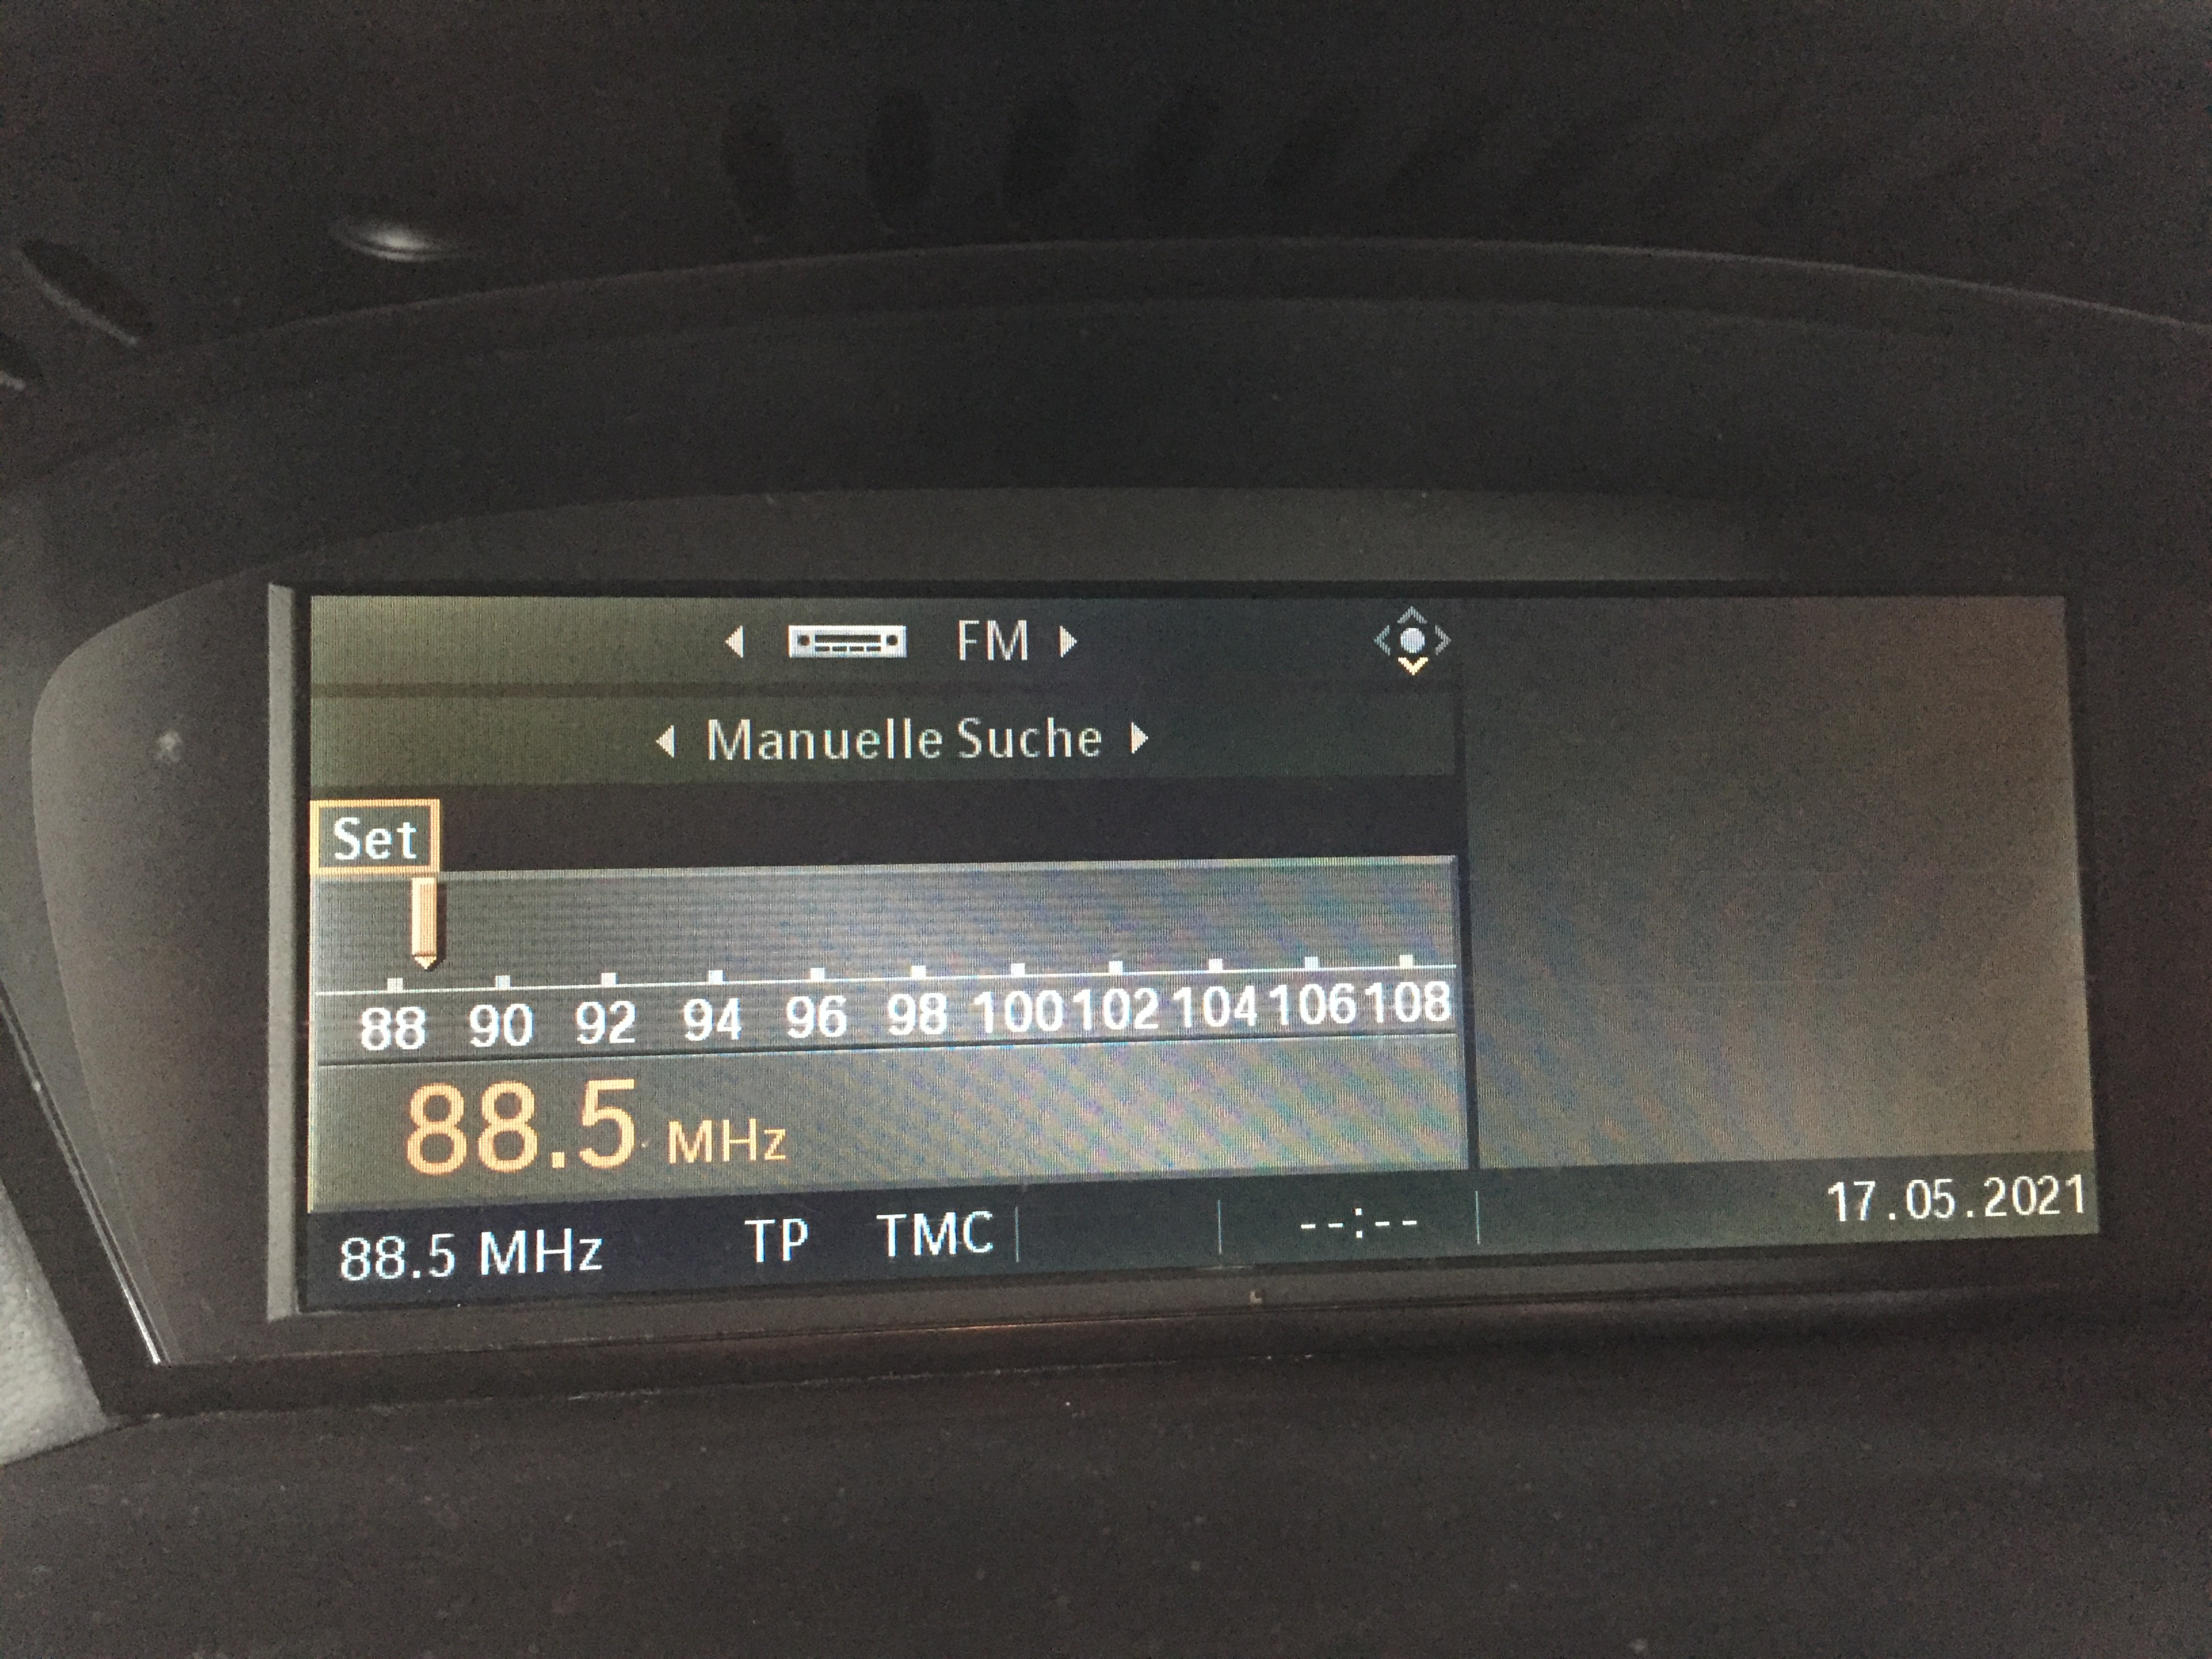 FM
Manuelle Suche
Set
88 90 92 94 96 98 100 102 104 106 108
88.5 MHz
88.5 MHz TP TMC --:-- 17.05.2021